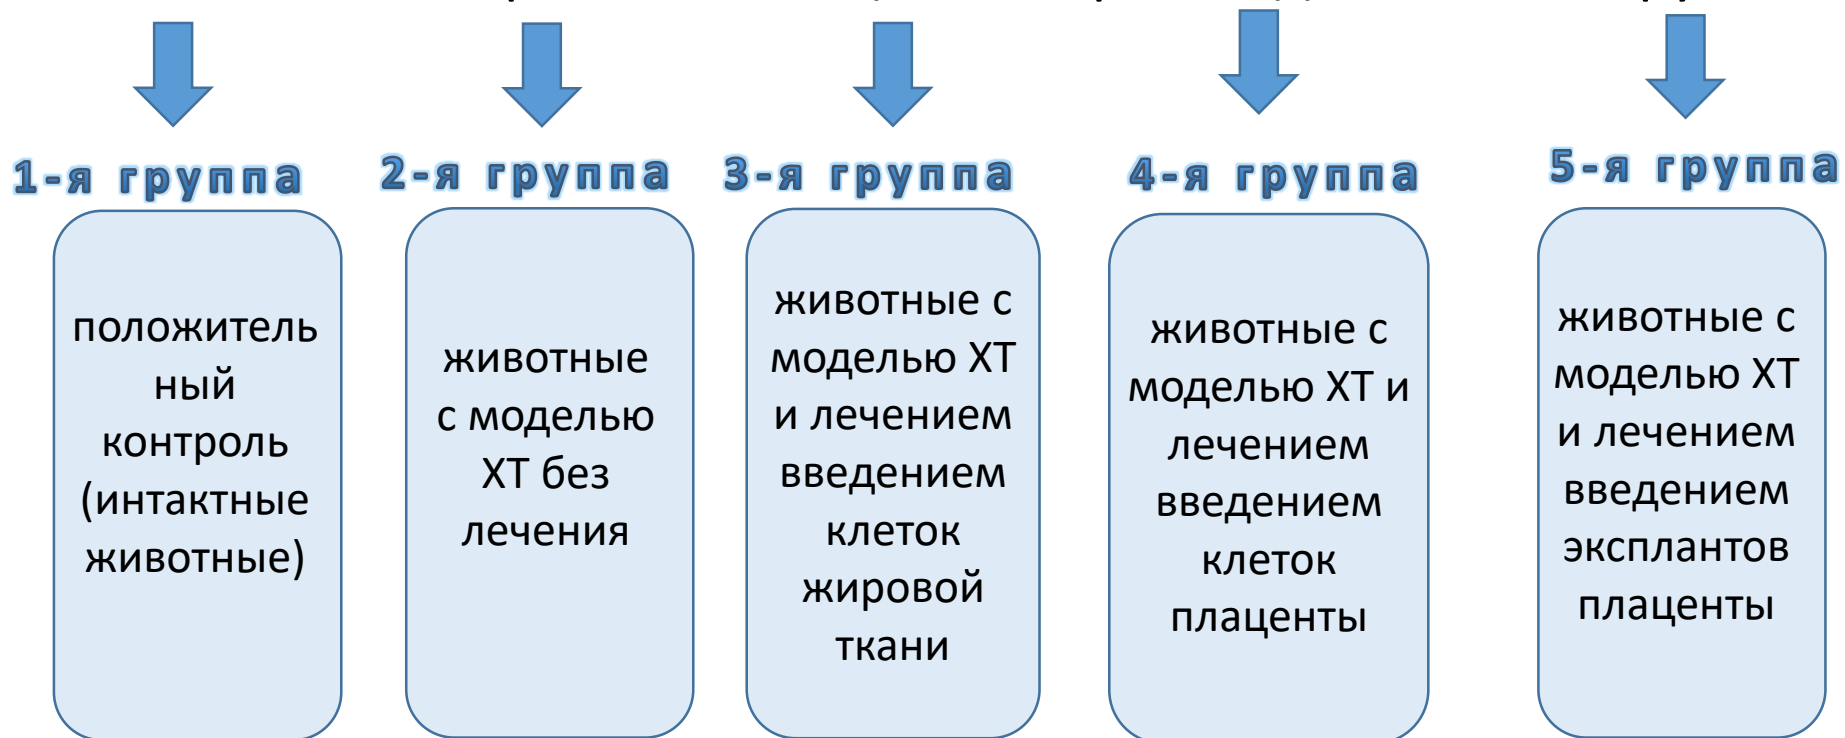 1-я группа
положитель
ный
контроль
(интактные
животные)
2-я группа
животные
с моделью
ХТ без
лечения
3-я группа
животные с
моделью ХТ
и лечением
введением
клеток
жировой
ткани
4-я группа
животные с
моделью ХТ и
лечением
введением
клеток
плаценты
5-я группа
животные с
моделью ХТ
и лечением
введением
эксплантов
плаценты